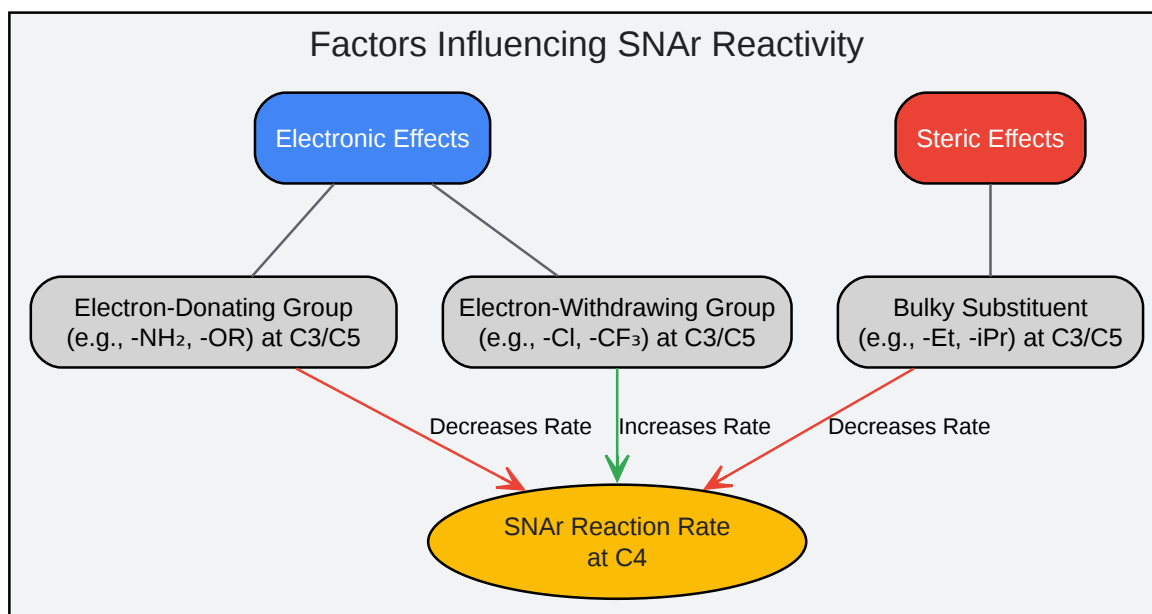 Factors Influencing SNAr Reactivity
Electronic Effects
Steric Effects
Electron-Donating Group
(e.g., -NH₂, -OR) at C3/C5
Electron-Withdrawing Group
(e.g., -Cl, -CF₃) at C3/C5
Bulky Substituent
(e.g., -Et, -iPr) at C3/C5
Decreases Rate
Increases Rate
Decreases Rate
SNAr Reaction Rate
at C4